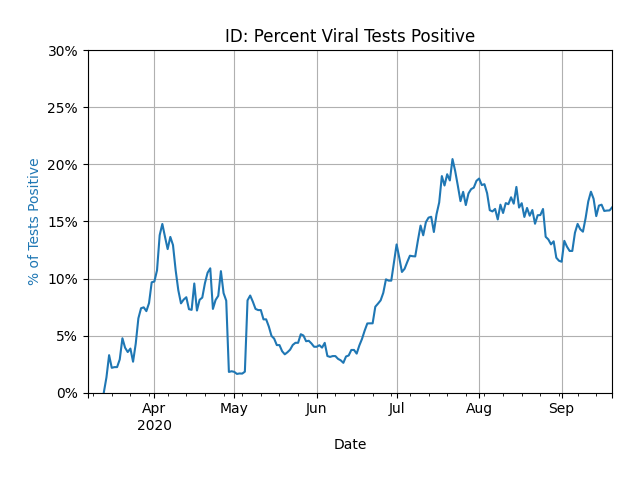 ID: Percent Viral Tests Positive
30%
25%
20%
15%
10%
5%
0%
% of Tests Positive
Apr May Jun Jul Aug Sep
2020
Date